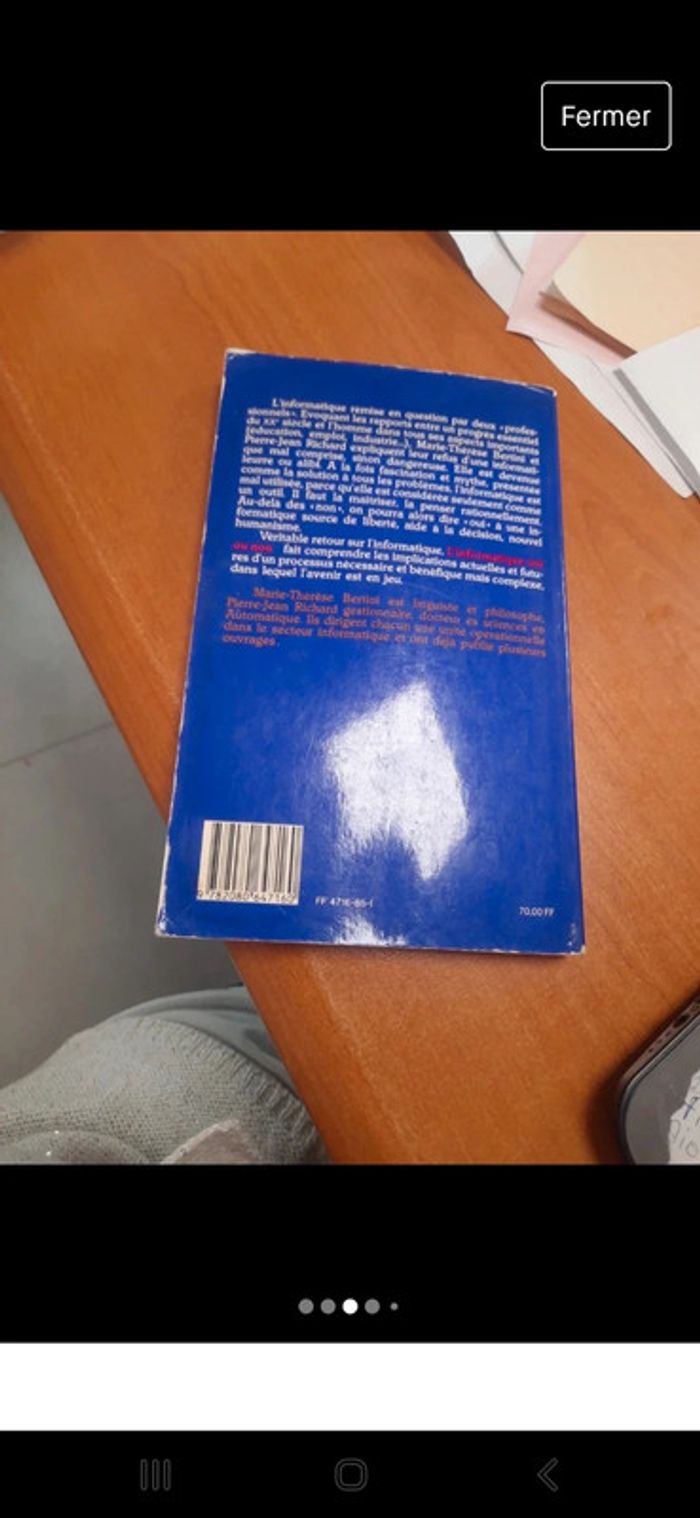 Fermer
L'informatique remise en question par deux «profes-
sionnels». Evoquant les rapports entre un progrès essentiel
du XXᵉ siècle et l'homme dans tous ses aspects importants
(éducation, emploi, industrie...), Marie-Thérèse Bertini et
Pierre-Jean Richard expliquent leur refus d'une informati-
que mal comprise, sinon dangereuse. Elle est devenue
leurre ou alibi. A la fois fascination et mythe, présentée
comme la solution à tous les problèmes, l'informatique est
mal utilisée, parce qu'elle est considérée seulement comme
un outil. Il faut la maîtriser, la penser rationnellement.
Au-delà des «non», on pourra alors dire «oui» à une in-
formatique source de liberté, aide à la décision, nouvel
humanisme.
Véritable retour sur l'informatique, L'informatique oui
ou non fait comprendre les implications actuelles et futu-
res d'un processus nécessaire et bénéfique mais complexe,
dans lequel l'avenir est en jeu.
Marie-Thérèse Bertini est linguiste et philosophe,
Pierre-Jean Richard gestionnaire, docteur ès sciences en
Automatique. Ils dirigent chacun une unité opérationnelle
dans le secteur informatique et ont déjà publié plusieurs
ouvrages.
9 782080 647160
FF 4716-85-I
70,00 FF